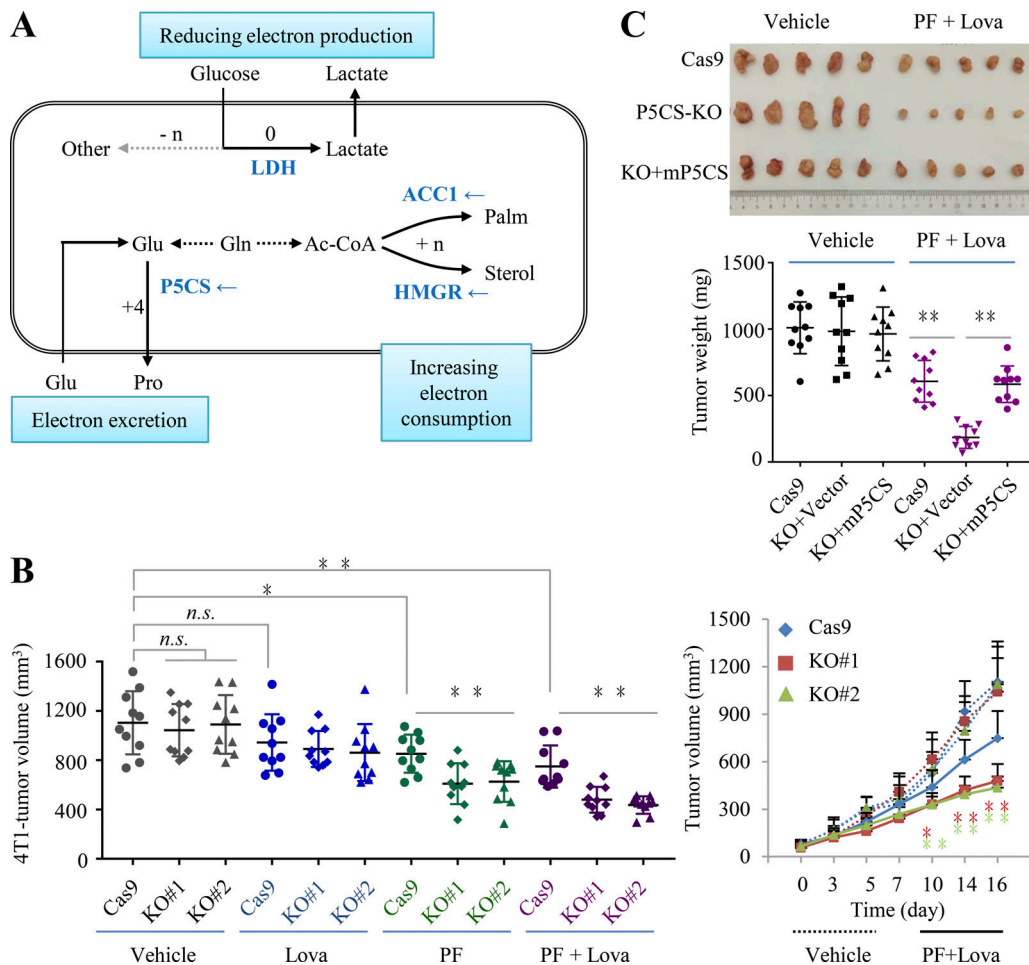 A
Reducing electron production
Glucose
Lactate
Other
- n
0
Lactate
LDH
ACC1 ←
Palm
Glu
Gln
Ac-CoA
+ n
P5CS ←
Sterol
HMGR ←
+4
Glu
Pro
Increasing
electron
consumption
Electron excretion
C
Vehicle
PF + Lova
Cas9
P5CS-KO
KO+mP5CS
Vehicle
PF + Lova
Tumor weight (mg)
1500
1000
500
0
** **
Cas9
KO+Vector
KO+mP5CS
Cas9
KO+Vector
KO+mP5CS
B
4T1-tumor volume (mm³)
1600
1200
800
400
0
* *
*
n.s.
n.s.
* *
* *
Cas9
KO#1
KO#2
Cas9
KO#1
KO#2
Cas9
KO#1
KO#2
Cas9
KO#1
KO#2
Vehicle
Lova
PF
PF + Lova
Tumor volume (mm³)
1500
1200
900
600
300
0
Cas9
KO#1
KO#2
*
* *
* *
* *
* *
* *
0 3 5 7 10 14 16
Time (day)
Vehicle
PF+Lova